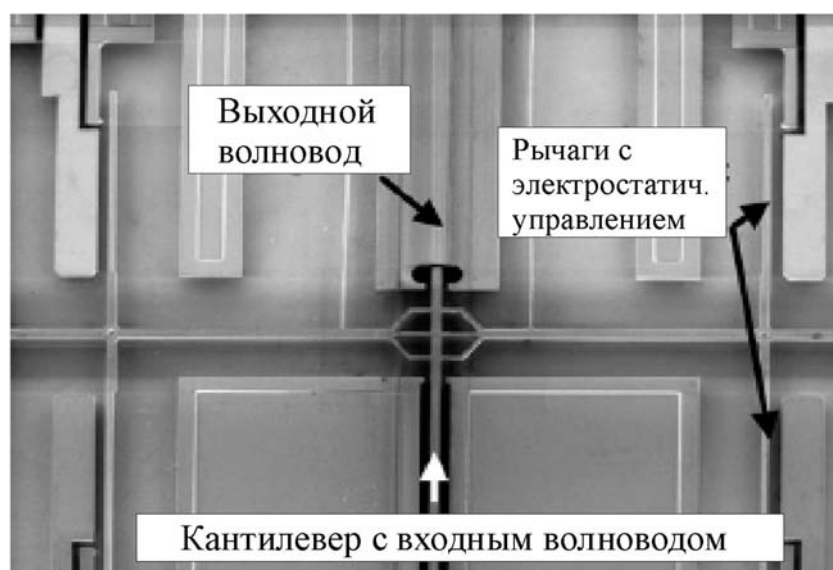 Выходной
волновод
Рычаги с
электростатич.
управлением
Кантилевер с входным волноводом